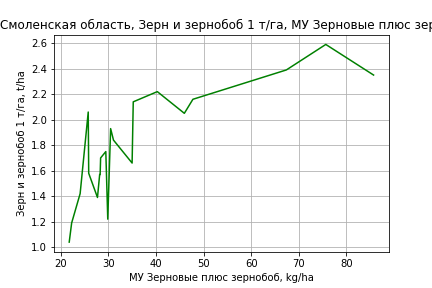 Смоленская область, Зерн и зернобоб 1 т/га, МУ Зерновые плюс зер
Зерн и зернобоб 1 т/га, t/ha
2.6
2.4
2.2
2.0
1.8
1.6
1.4
1.2
1.0
20 30 40 50 60 70 80
МУ Зерновые плюс зернобоб, kg/ha